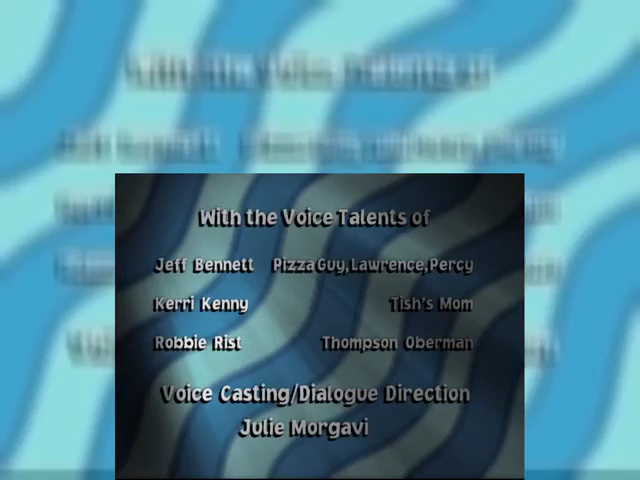 With the Voice Talents of
Jeff Bennett Pizza Guy, Lawrence, Percy
Kerri Kenny Tish's Mom
Robbie Rist Thompson Oberman
Voice Casting/Dialogue Direction
Julie Morgavi